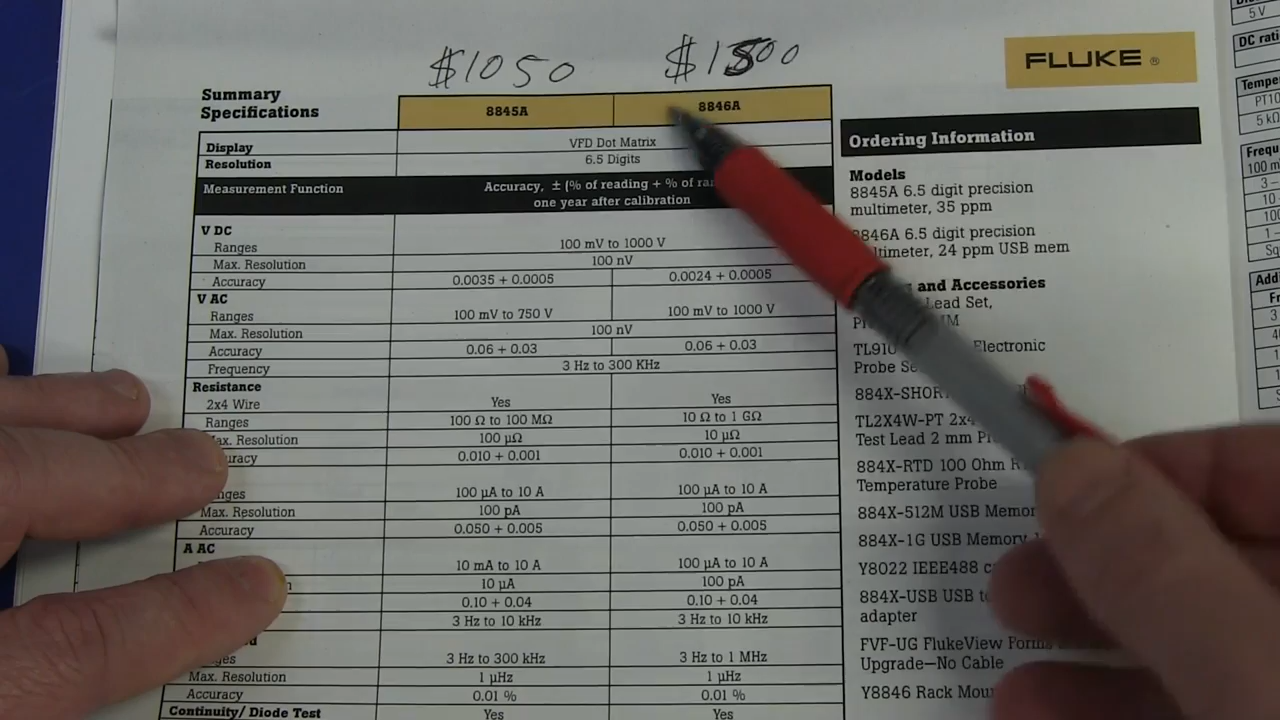 $1050 $1500
FLUKE ®
Summary
Specifications
8845A 8846A
Display VFD Dot Matrix
Resolution 6.5 Digits
Measurement Function Accuracy, ± (% of reading + % of
one year after calibration
V DC
Ranges 100 mV to 1000 V
Max. Resolution 100 nV
Accuracy 0.0035 + 0.0005 0.0024 + 0.0005
V AC
Ranges 100 mV to 750 V 100 mV to 1000 V
Max. Resolution 100 nV
Accuracy 0.06 + 0.03 0.06 + 0.03
Frequency 3 Hz to 300 KHz
Resistance
2x4 Wire Yes Yes
Ranges 100 Ω to 100 MΩ 10 Ω to 1 GΩ
Max. Resolution 100 µΩ 10 µΩ
0.010 + 0.001 0.010 + 0.001
100 µA to 10 A 100 µA to 10 A
Max. Resolution 100 pA 100 pA
Accuracy 0.050 + 0.005 0.050 + 0.005
A AC
10 mA to 10 A 100 µA to 10 A
10 µA 100 pA
0.10 + 0.04 0.10 + 0.04
3 Hz to 10 kHz 3 Hz to 10 kHz
3 Hz to 300 kHz 3 Hz to 1 MHz
Max. Resolution 1 µHz 1 µHz
Accuracy 0.01 % 0.01 %
Continuity/ Diode Test Yes Yes
Ordering Information
Models
8845A 6.5 digit precision
multimeter, 35 ppm
8846A 6.5 digit precision
multimeter, 24 ppm USB mem
and Accessories
Lead Set,
TL910 Electronic
Probe
884X-SHORT
TL2X4W-PT 2x4
Test Lead 2 mm
884X-RTD 100 Ohm
Temperature Probe
884X-512M USB
884X-1G USB Memory
Y8022 IEEE488
884X-USB USB to
adapter
FVF-UG FlukeView Forms
Upgrade—No Cable
Y8846 Rack
5 V
DC
PT10
100 m